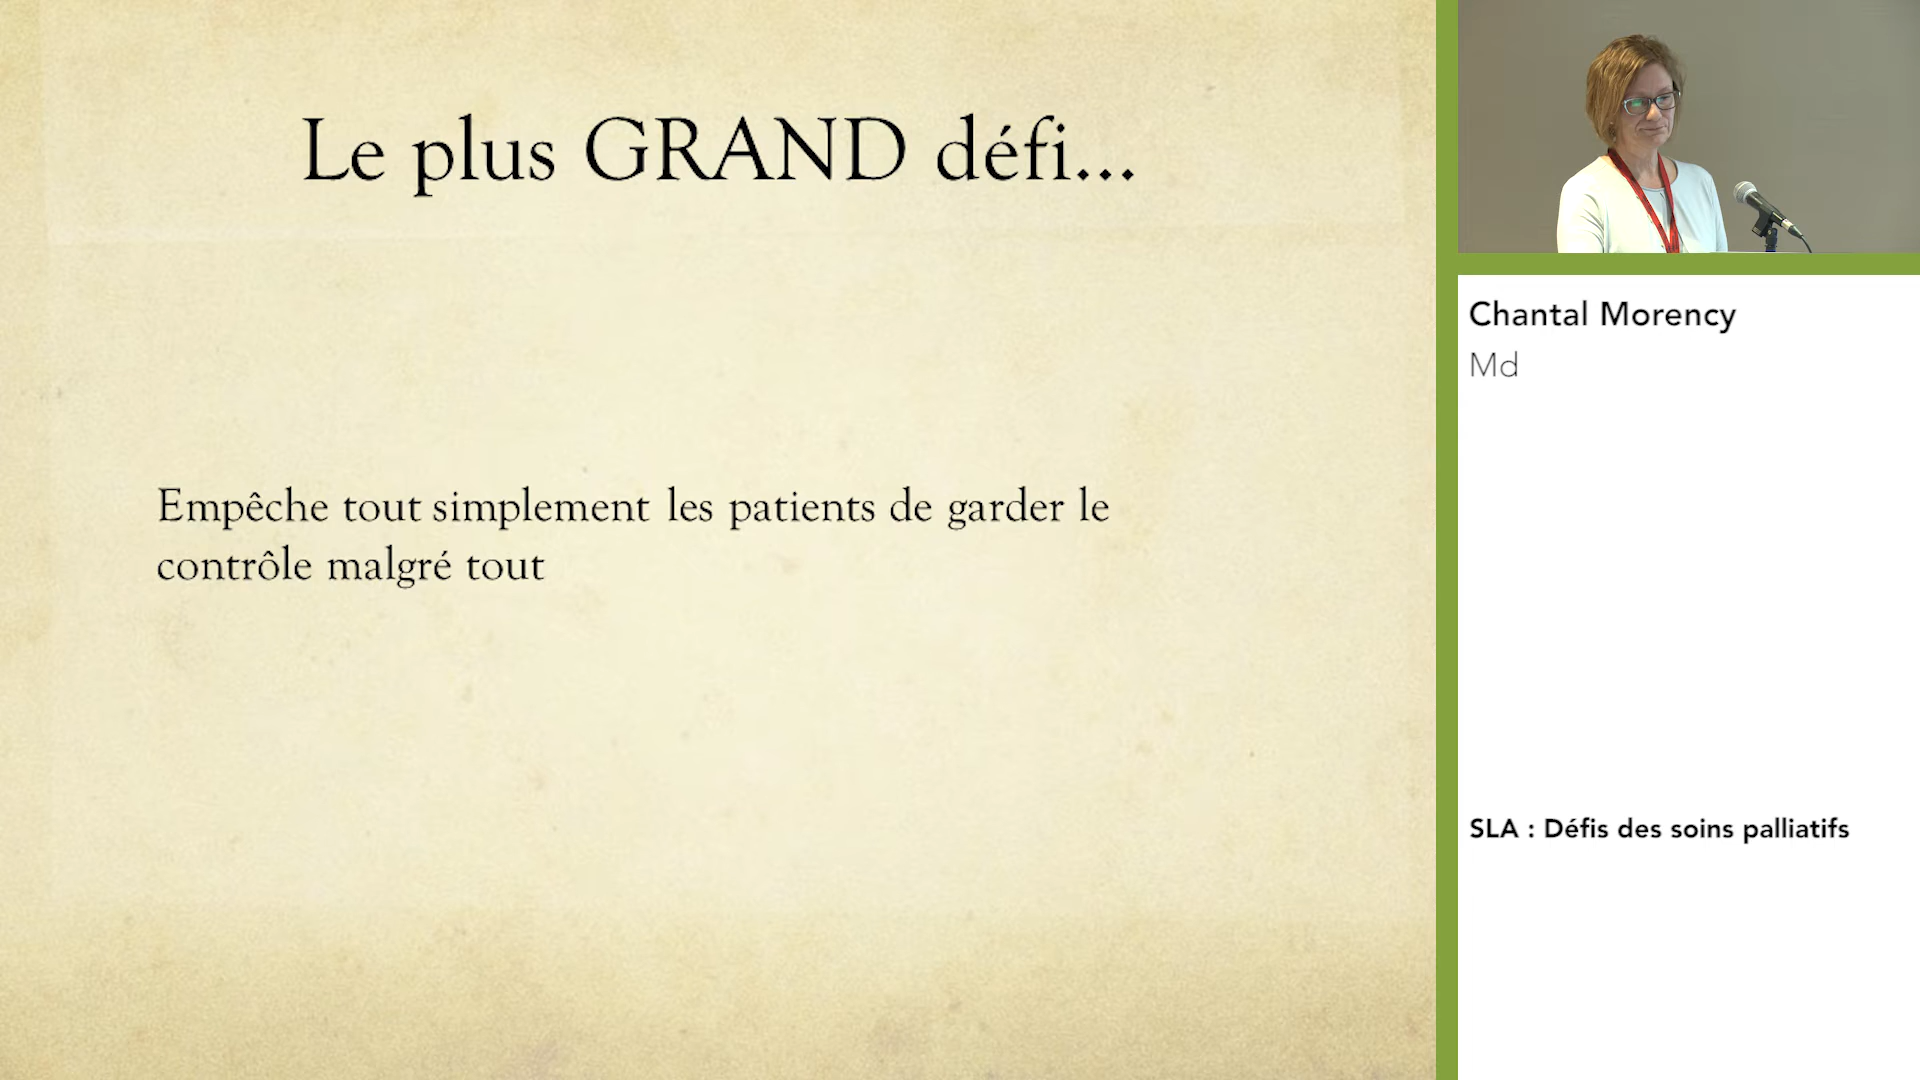 Le plus GRAND défi...
Empêche tout simplement les patients de garder le
contrôle malgré tout
Chantal Morency
Md
SLA : Défis des soins palliatifs